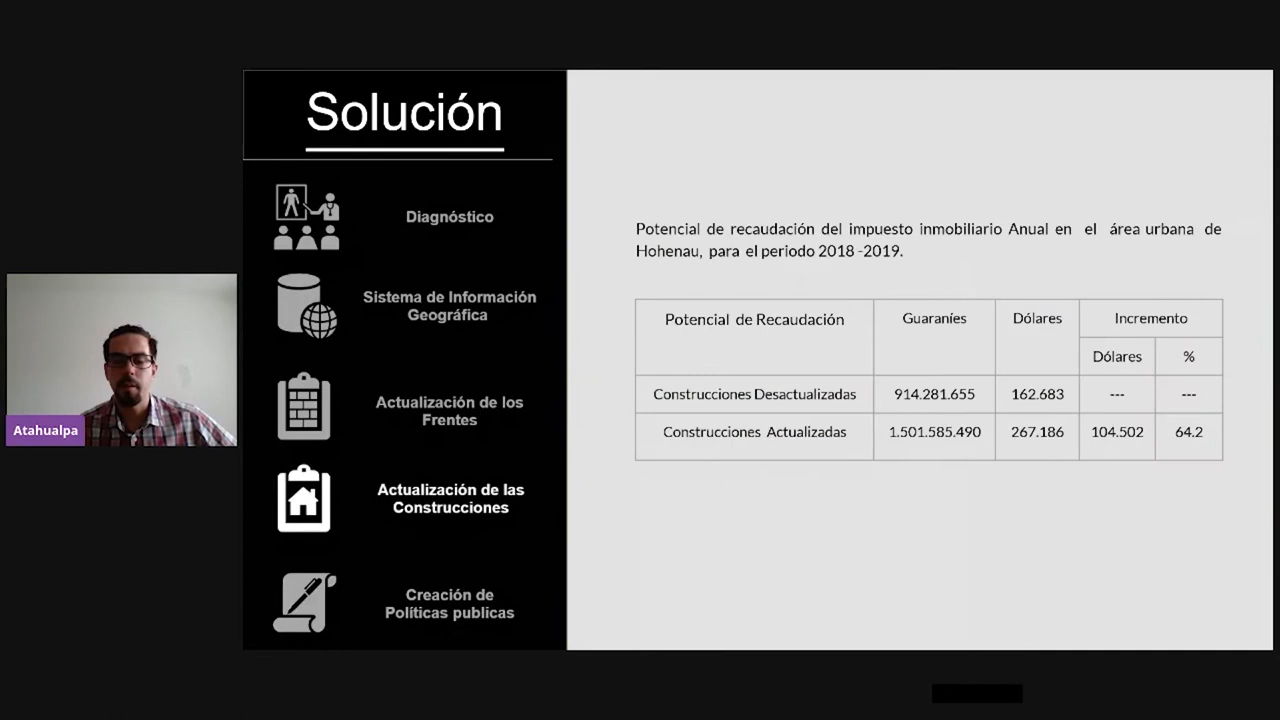 Solución
Diagnóstico
Sistema de Información
Geográfica
Actualización de los
Frentes
Actualización de las
Construcciones
Creación de
Políticas publicas
Atahualpa
Potencial de recaudación del impuesto inmobiliario Anual en el área urbana de
Hohenau, para el periodo 2018 -2019.
Potencial de Recaudación Guaraníes Dólares Incremento
Dólares %
Construcciones Desactualizadas 914.281.655 162.683 --- ---
Construcciones Actualizadas 1.501.585.490 267.186 104.502 64.2